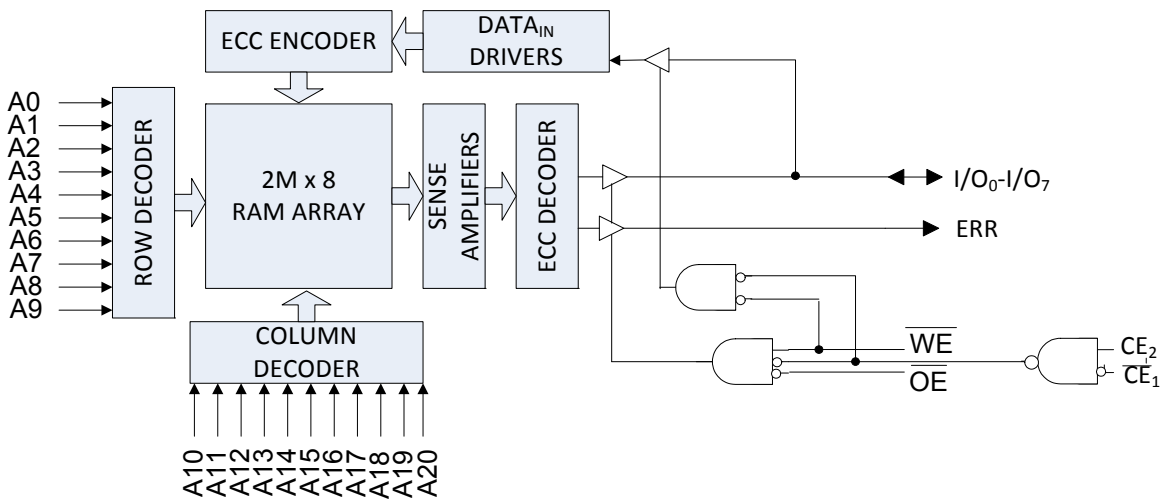 ECC ENCODER
DATAIN
DRIVERS
A0
A1
A2
A3
A4
A5
A6
A7
A8
A9
ROW DECODER
2M x 8
RAM ARRAY
SENSE
AMPLIFIERS
ECC DECODER
I/O0-I/O7
ERR
COLUMN
DECODER
WE
OE
CE2
CE1
A10
A11
A12
A13
A14
A15
A16
A17
A18
A19
A20